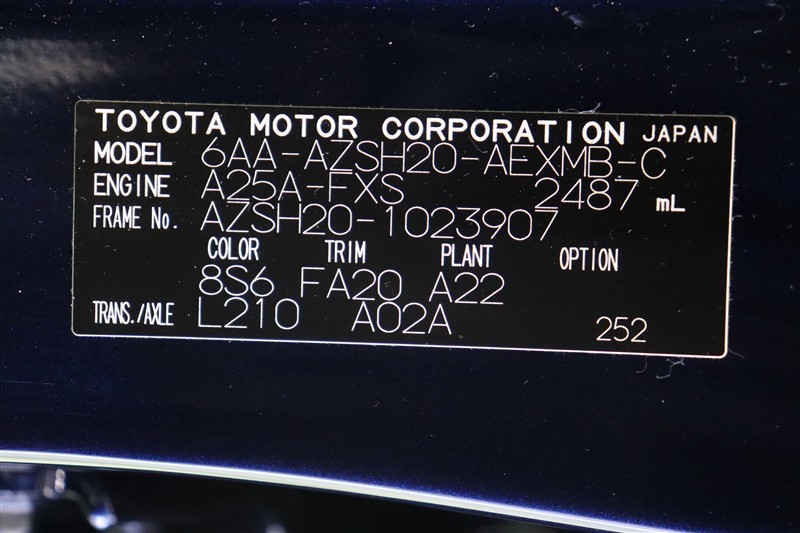 TOYOTA MOTOR CORPORATION JAPAN
MODEL 6AA-AZSH20-AEXMB-C
ENGINE A25A-FXS 2487 mL
FRAME No. AZSH20-1023907
COLOR TRIM PLANT OPTION
8S6 FA20 A22
TRANS./AXLE L210 A02A 252